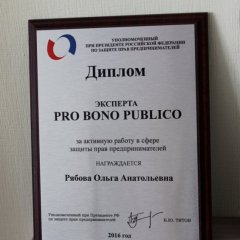 УПОЛНОМОЧЕННЫЙ
ПРИ ПРЕЗИДЕНТЕ РОССИЙСКОЙ ФЕДЕРАЦИИ
ПО ЗАЩИТЕ ПРАВ ПРЕДПРИНИМАТЕЛЕЙ
Диплом
ЭКСПЕРТА
PRO BONO PUBLICO
за активную работу в сфере
защиты прав предпринимателей
НАГРАЖДАЕТСЯ
Рябова Ольга Анатольевна
Уполномоченный при Президенте РФ
по защите прав предпринимателей
Б.Ю. ТИТОВ
2016 год